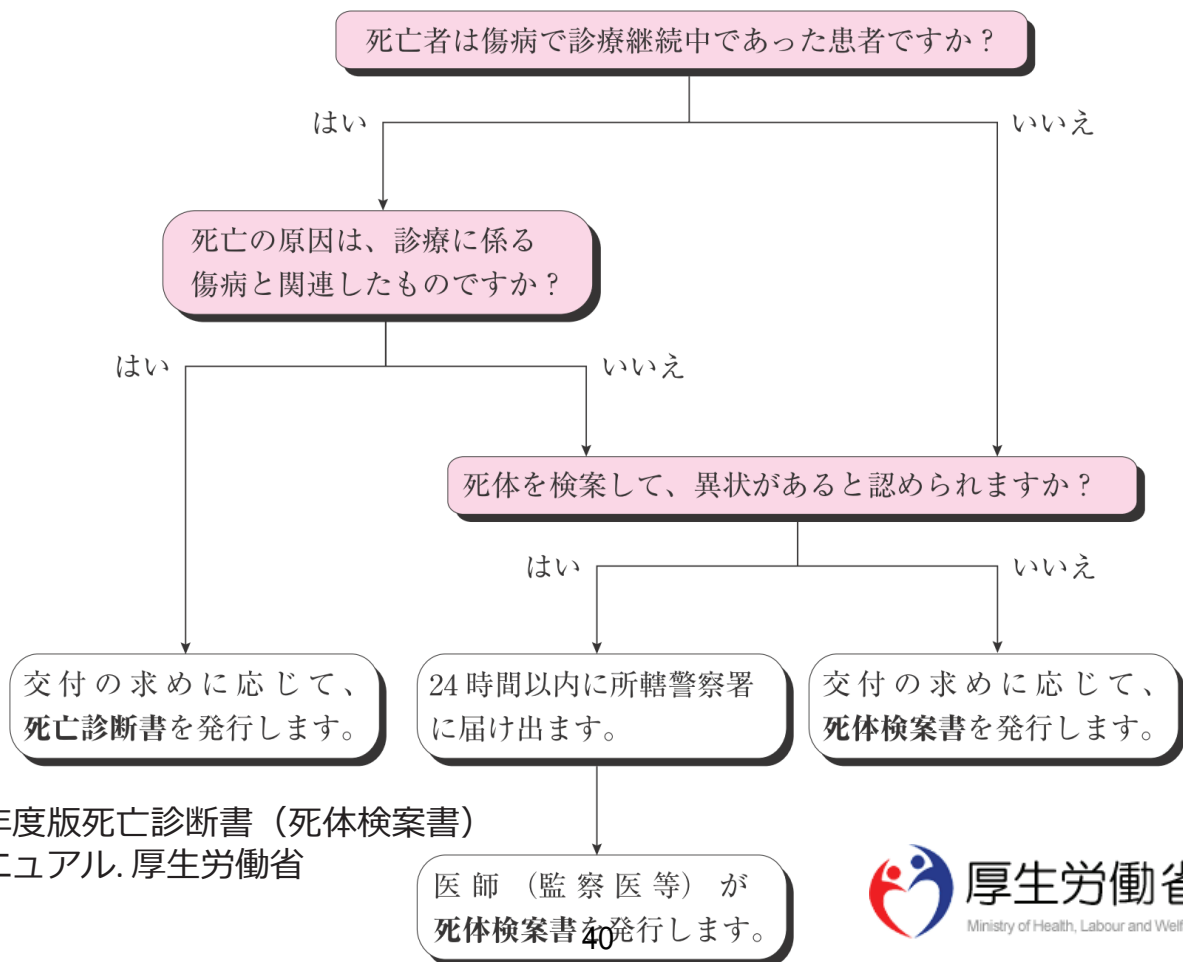 死亡者は傷病で診療継続中であった患者ですか？
はい
いいえ
死亡の原因は、診療に係る
傷病と関連したものですか？
はい
いいえ
死体を検案して、異状があると認められますか？
はい
いいえ
交付の求めに応じて、
死亡診断書を発行します。
24時間以内に所轄警察署
に届け出ます。
交付の求めに応じて、
死体検案書を発行します。
年度版死亡診断書（死体検案書）
ニュアル. 厚生労働省
医師（監察医等）が
死体検案書を発行します。
40
厚生労働省
Ministry of Health, Labour and Welf